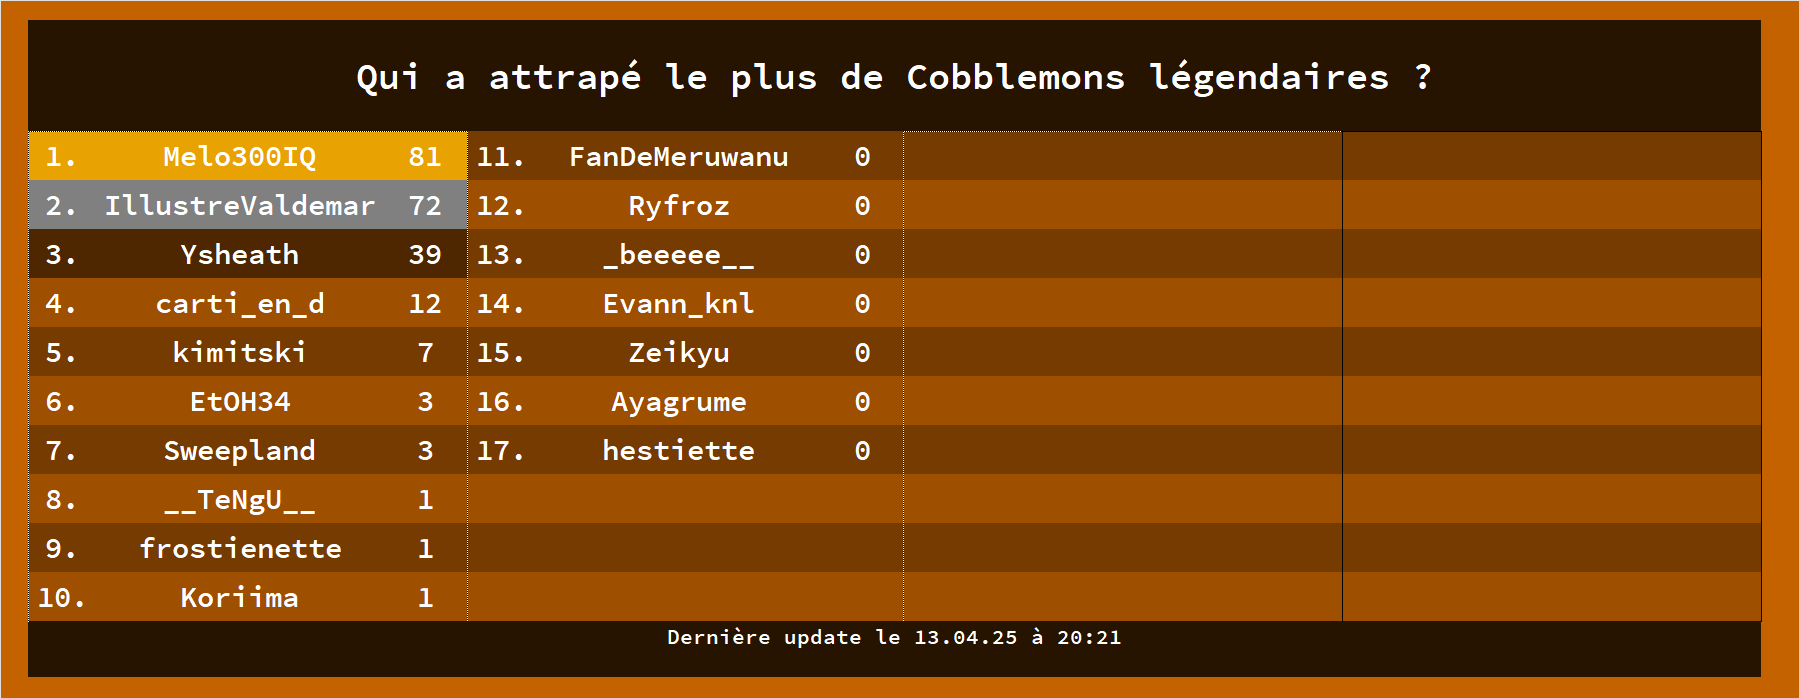 Qui a attrapé le plus de Cobblemons légendaires ?
1. Melo300IQ 81
2. IllustreValdemar 72
3. Ysheath 39
4. carti_en_d 12
5. kimitski 7
6. EtOH34 3
7. Sweepland 3
8. __TeNgU__ 1
9. frostienette 1
10. Koriima 1
11. FanDeMeruwanu 0
12. Ryfroz 0
13. _beeeee__ 0
14. Evann_knl 0
15. Zeikyu 0
16. Ayagrume 0
17. hestiette 0
Dernière update le 13.04.25 à 20:21